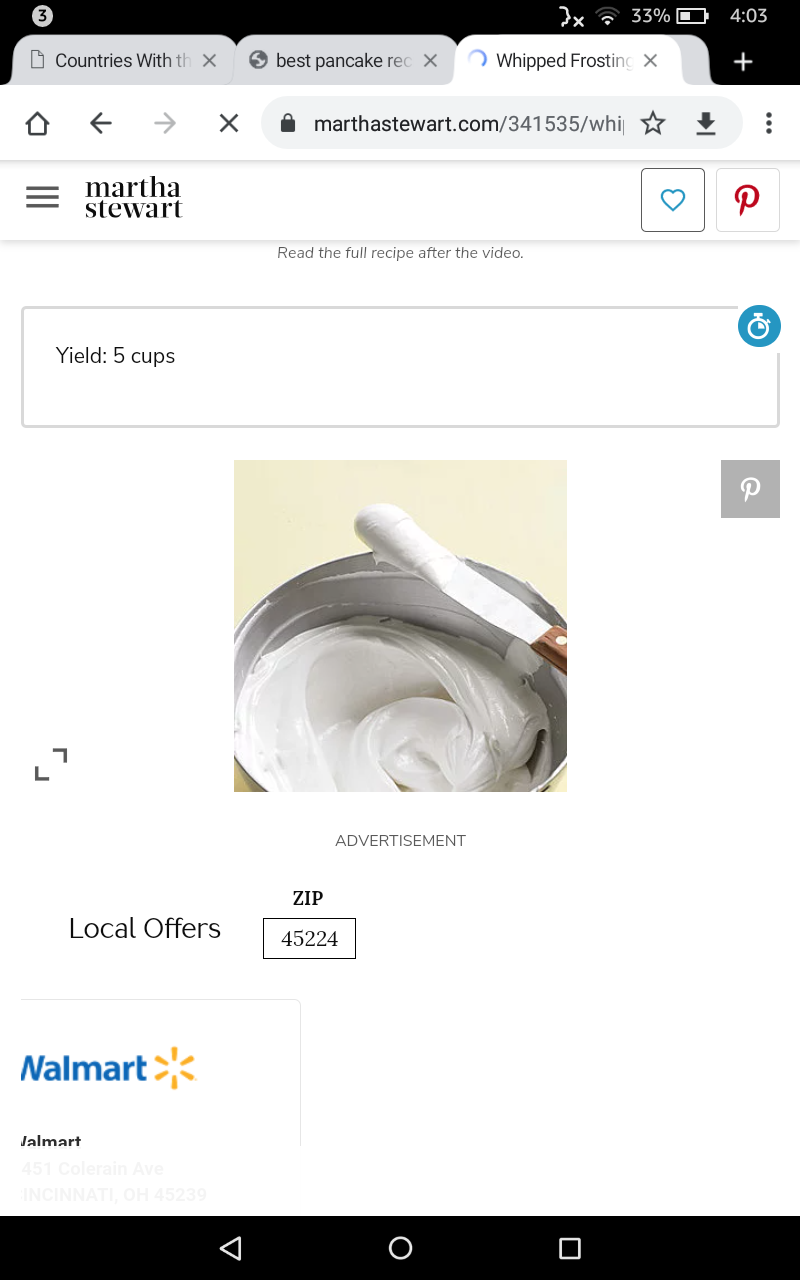 3
33%
4:03
Countries With th
best pancake rec
Whipped Frosting
marthastewart.com/341535/whi
martha
stewart
Read the full recipe after the video.
Yield: 5 cups
ADVERTISEMENT
ZIP
Local Offers
45224
Walmart
Walmart
451 Colerain Ave
INCINNATI, OH 45239